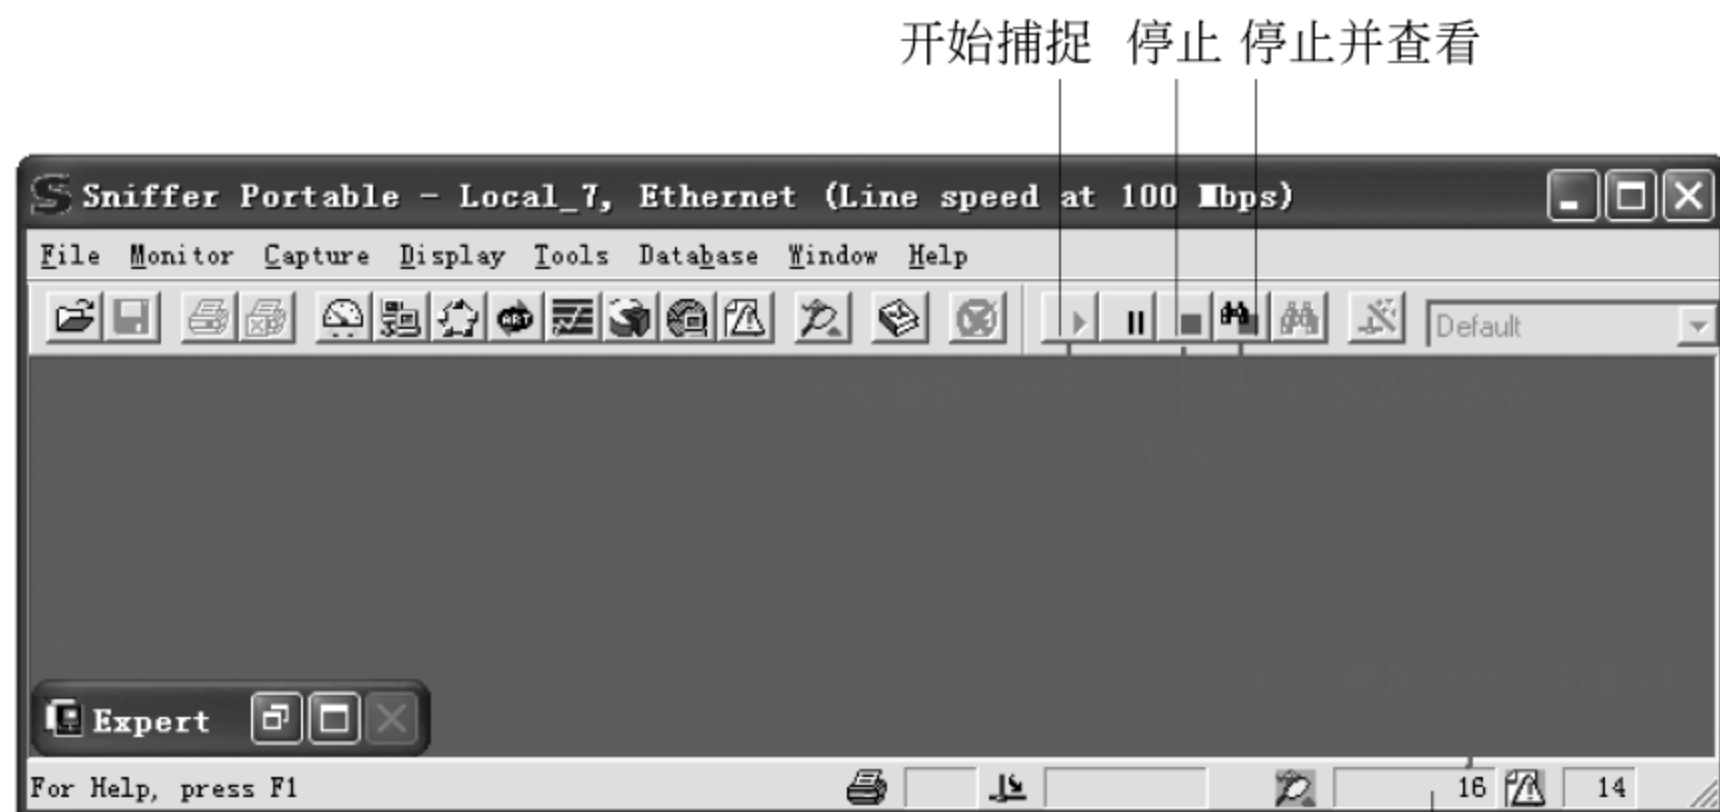 开始捕捉 停止 停止并查看
Sniffer Portable - Local_7, Ethernet (Line speed at 100 Mbps)
File Monitor Capture Display Tools Database Window Help
Default
Expert
For Help, press F1
16
14